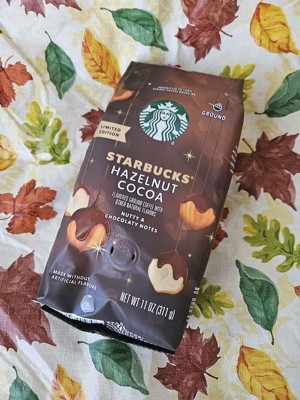 GROUND
LIMITED
EDITION
STARBUCKS®
HAZELNUT
COCOA
FLAVORED GROUND COFFEE WITH
OTHER NATURAL FLAVORS
NUTTY &
CHOCOLATY NOTES
MADE WITHOUT
ARTIFICIAL FLAVORS
NET WT 11 OZ (311 g)